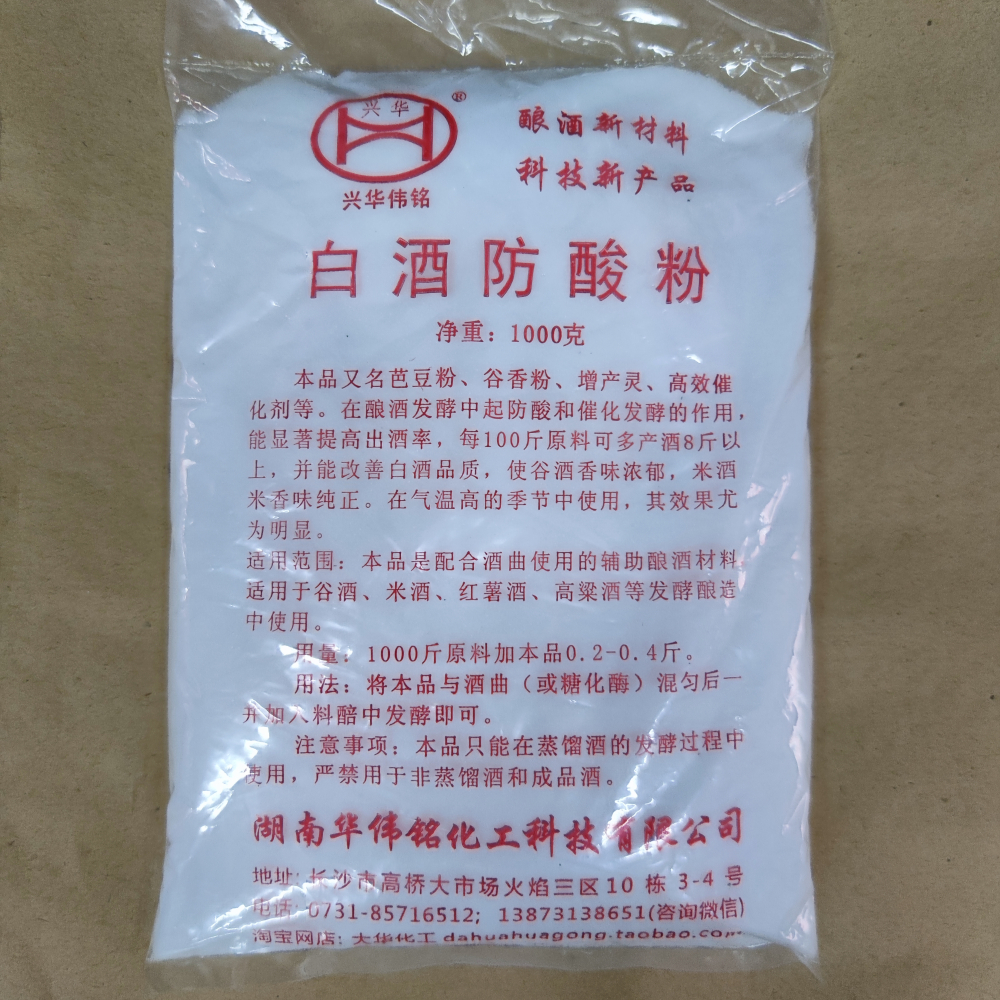 兴华®
酿酒新材料
科技新产品
兴华伟铭
白酒防酸粉
净重：1000克
本品又名芭豆粉、谷香粉、增产灵、高效催
化剂等。在酿酒发酵中起防酸和催化发酵的作用，
能显著提高出酒率，每100斤原料可多产酒8斤以
上，并能改善白酒品质，使谷酒香味浓郁，米酒
米香味纯正。在气温高的季节中使用，其效果尤
为明显。
适用范围：本品是配合酒曲使用的辅助酿酒材料，
适用于谷酒、米酒、红薯酒、高粱酒等发酵酿造
中使用。
用量：1000斤原料加本品0.2-0.4斤。
用法：将本品与酒曲（或糖化酶）混匀后一
并加入料醅中发酵即可。
注意事项：本品只能在蒸馏酒的发酵过程中
使用，严禁用于非蒸馏酒和成品酒。
湖南华伟铭化工科技有限公司
地址：长沙市高桥大市场火焰三区10栋3-4号
电话：0731-85716512；13873138651(咨询微信)
淘宝网店：大华化工 dahuahuagong.taobao.com